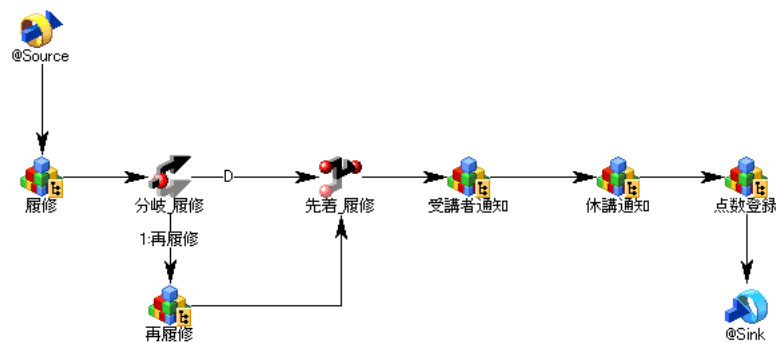 @Source
履修
分岐_履修
D
先着_履修
受講者通知
休講通知
点数登録
1:再履修
再履修
@Sink